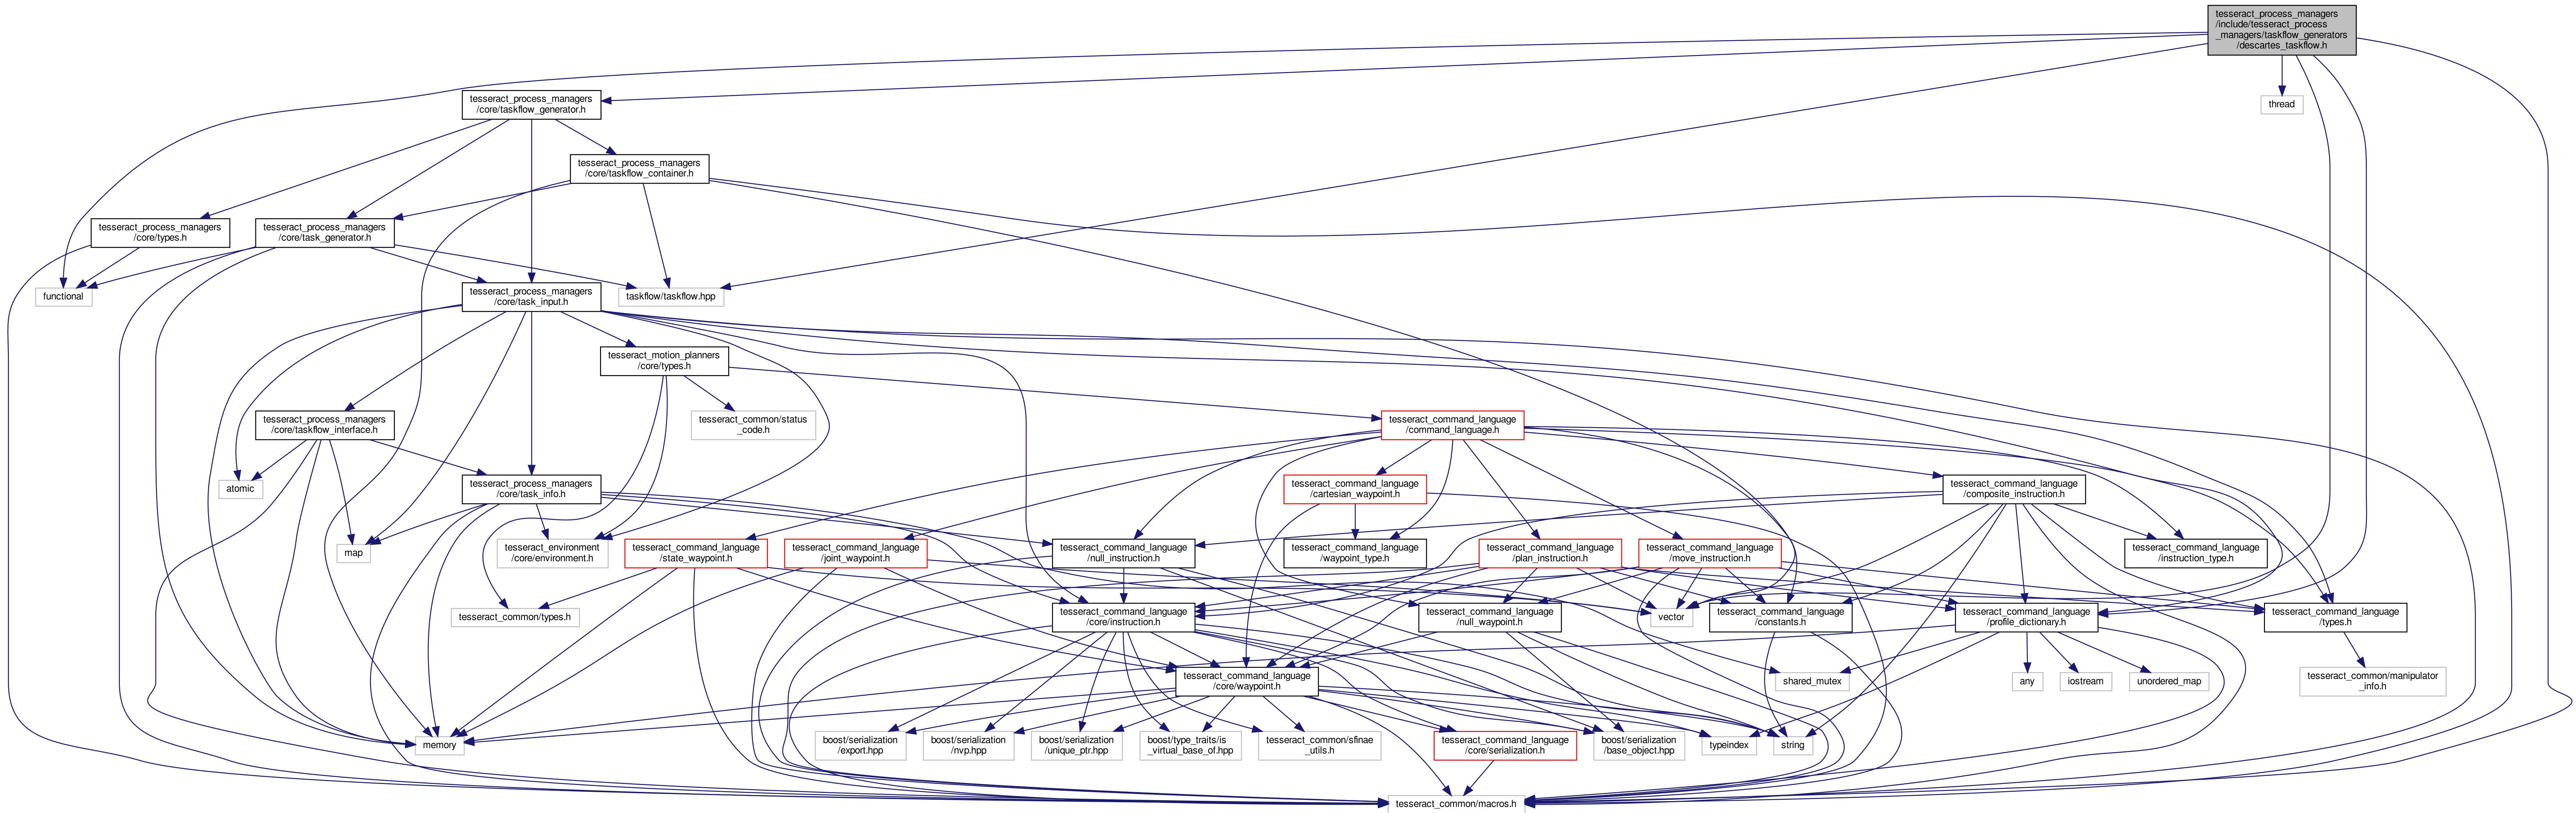 tesseract_process_managers
/include/tesseract_process
_managers/taskflow_generators
/descartes_taskflow.h
tesseract_process_managers
/core/taskflow_generator.h
thread
tesseract_process_managers
/core/taskflow_container.h
tesseract_process_managers
/core/types.h
tesseract_process_managers
/core/task_generator.h
functional
tesseract_process_managers
/core/task_input.h
taskflow/taskflow.hpp
tesseract_motion_planners
/core/types.h
tesseract_process_managers
/core/taskflow_interface.h
tesseract_common/status
_code.h
tesseract_command_language
/command_language.h
atomic
tesseract_process_managers
/core/task_info.h
tesseract_command_language
/cartesian_waypoint.h
tesseract_command_language
/composite_instruction.h
map
tesseract_environment
/core/environment.h
tesseract_command_language
/state_waypoint.h
tesseract_command_language
/joint_waypoint.h
tesseract_command_language
/null_instruction.h
tesseract_command_language
/waypoint_type.h
tesseract_command_language
/plan_instruction.h
tesseract_command_language
/move_instruction.h
tesseract_command_language
/instruction_type.h
tesseract_common/types.h
tesseract_command_language
/core/instruction.h
tesseract_command_language
/null_waypoint.h
vector
tesseract_command_language
/constants.h
tesseract_command_language
/profile_dictionary.h
tesseract_command_language
/types.h
tesseract_command_language
/core/waypoint.h
shared_mutex
any
iostream
unordered_map
tesseract_common/manipulator
_info.h
memory
boost/serialization
/export.hpp
boost/serialization
/nvp.hpp
boost/serialization
/unique_ptr.hpp
boost/type_traits/is
_virtual_base_of.hpp
tesseract_common/sfinae
_utils.h
tesseract_command_language
/core/serialization.h
boost/serialization
/base_object.hpp
typeindex
string
tesseract_common/macros.h